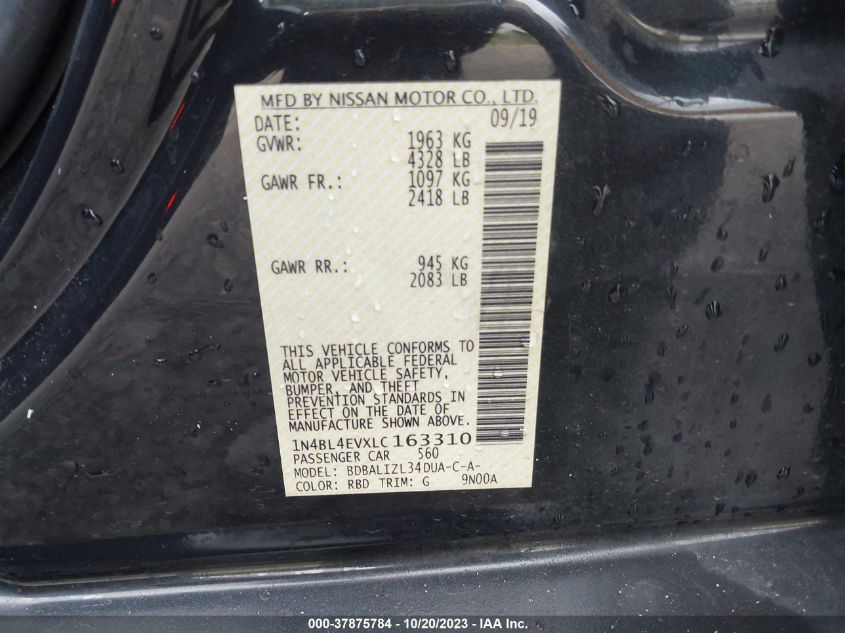 MFD BY NISSAN MOTOR CO., LTD.
DATE: 09/19
GVWR: 1963 KG
4328 LB
GAWR FR.: 1097 KG
2418 LB
GAWR RR.: 945 KG
2083 LB
THIS VEHICLE CONFORMS TO
ALL APPLICABLE FEDERAL
MOTOR VEHICLE SAFETY,
BUMPER, AND THEFT
PREVENTION STANDARDS IN
EFFECT ON THE DATE OF
MANUFACTURE SHOWN ABOVE.
1N4BL4EVXLC163310
PASSENGER CAR 560
MODEL: BDBALIZL34DUA-C-A-
COLOR: RBD TRIM: G 9N00A
000-37875784 - 10/20/2023 - IAA Inc.